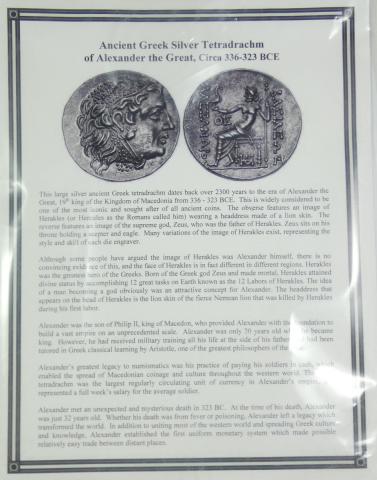 Ancient Greek Silver Tetradrachm
of Alexander the Great, Circa 336-323 BCE
This large silver ancient Greek tetradrachm dates back over 2300 years to the era of Alexander the
Great, 19th king of the Kingdom of Macedonia from 336 - 323 BCE. This is widely considered to be
one of the most iconic and sought after of all ancient coins. The obverse features an image of
Herakles (or Hercules as the Romans called him) wearing a headdress made of a lion skin. The
reverse features an image of the supreme god, Zeus, who was the father of Herakles. Zeus sits on his
throne holding a scepter and eagle. Many variations of the image of Herakles exist, representing the
style and skill of each die engraver.
Although some people have argued the image of Herakles was Alexander himself, there is no
convincing evidence of this, and the face of Herakles is in fact different in different regions. Herakles
was the greatest hero of the Greeks. Born of the Greek god Zeus and made mortal, Herakles attained
divine status by accomplishing 12 great tasks on Earth known as the 12 Labors of Herakles. The idea
of a man becoming a god obviously was an attractive concept for Alexander. The headdress that
appears on the head of Herakles is the lion skin of the fierce Nemean lion that was killed by Herakles
during his first labor.
Alexander was the son of Philip II, king of Macedon, who provided Alexander with the foundation to
build a vast empire on an unprecedented scale. Alexander was only 20 years old when he became
king. However, he had received military training all his life at the side of his father and had been
tutored in Greek classical learning by Aristotle, one of the greatest philosophers of the
Alexander's greatest legacy to numismatics was his practice of paying his soldiers in cash, which
enabled the spread of Macedonian coinage and culture throughout the western world. The
tetradrachm was the largest regularly circulating unit of currency in Alexander's empire
represented a full week's salary for the average soldier.
Alexander met an unexpected and mysterious death in 323 BC. At the time of his death, Alexander
was just 32 years old. Whether his death was from fever or poisoning, Alexander left a legacy which
transformed the world. In addition to uniting most of the western world and spreading Greek culture
and knowledge, Alexander established the first uniform monetary system which made possible
relatively easy trade between distant places.